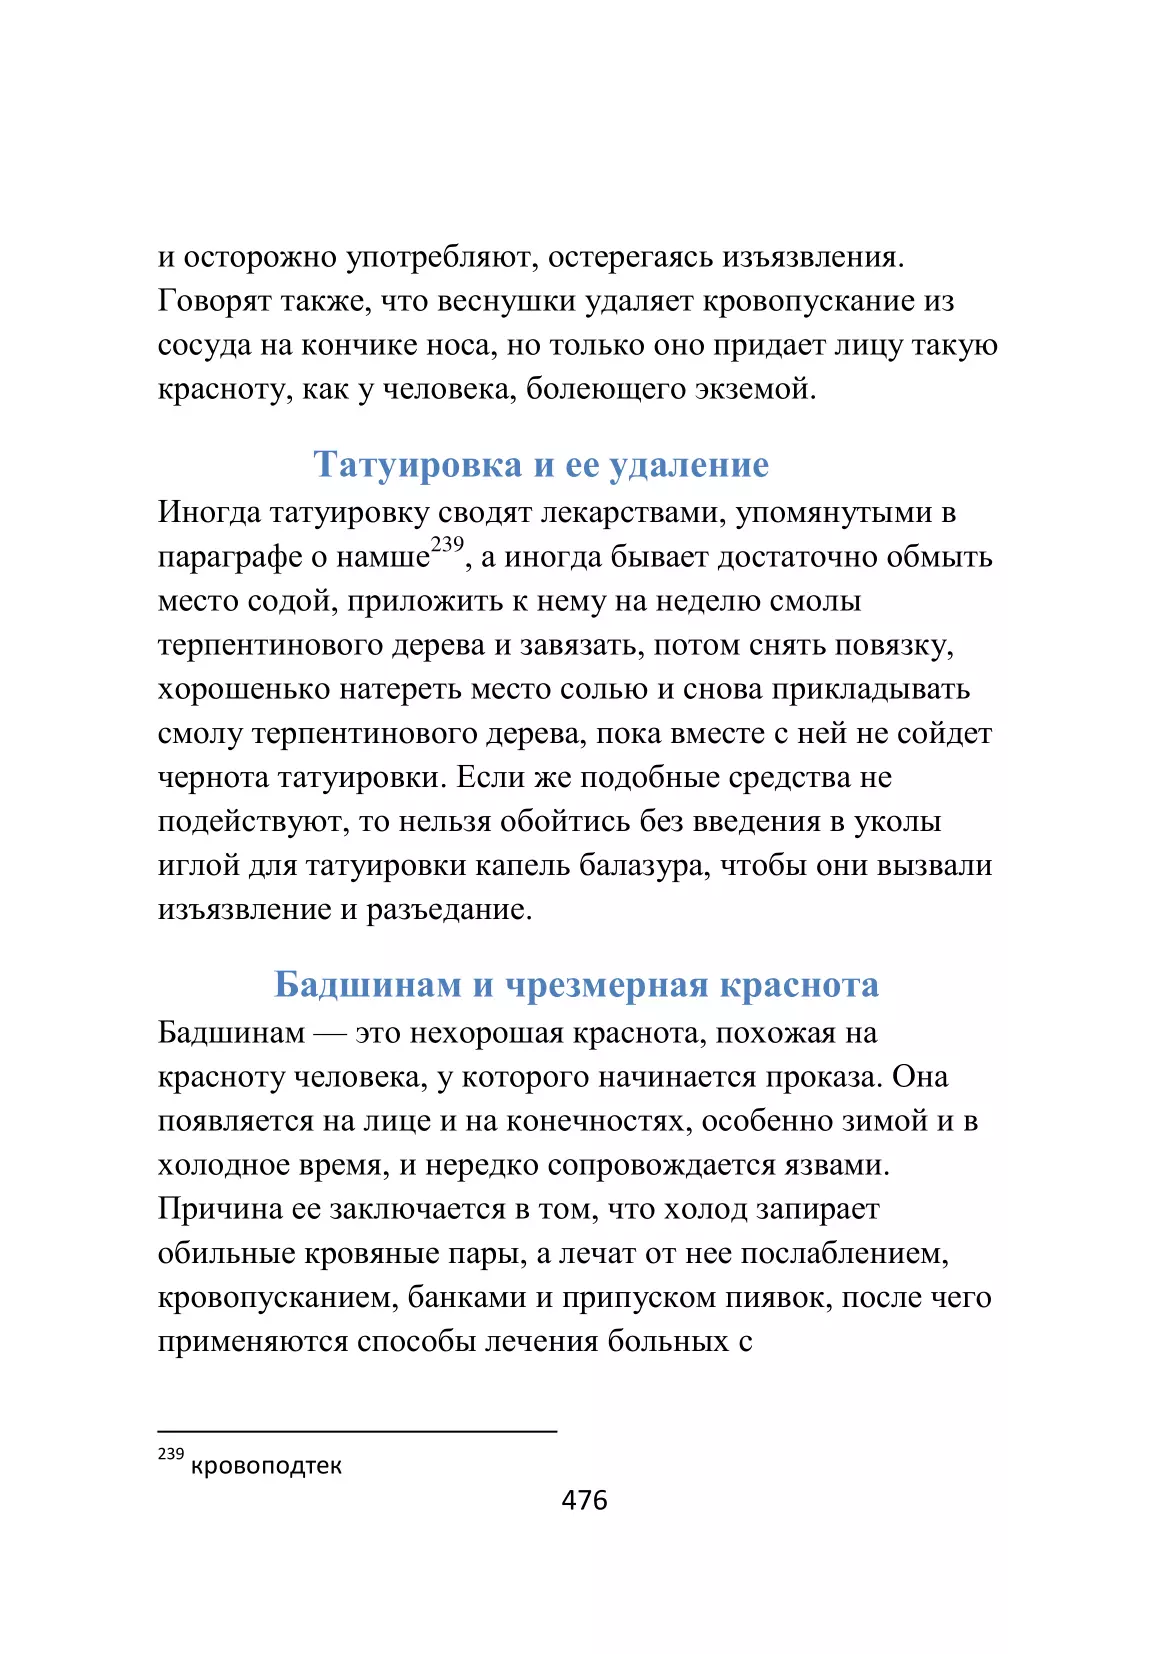 и осторожно употребляют, остерегаясь изъязвления.
Говорят также, что веснушки удаляет кровопускание из
сосуда на кончике носа, но только оно придает лицу такую
красноту, как у человека, болеющего экземой.
Татуировка и ее удаление
Иногда татуировку сводят лекарствами, упомянутыми в
параграфе о намше239, а иногда бывает достаточно обмыть
место содой, приложить к нему на неделю смолы
терпентинового дерева и завязать, потом снять повязку,
хорошенько натереть место солью и снова прикладывать
смолу терпентинового дерева, пока вместе с ней не сойдет
чернота татуировки. Если же подобные средства не
подействуют, то нельзя обойтись без введения в уколы
иглой для татуировки капель балазура, чтобы они вызвали
изъязвление и разъедание.
Бадшинам и чрезмерная краснота
Бадшинам — это нехорошая краснота, похожая на
красноту человека, у которого начинается проказа. Она
появляется на лице и на конечностях, особенно зимой и в
холодное время, и нередко сопровождается язвами.
Причина ее заключается в том, что холод запирает
обильные кровяные пары, а лечат от нее послаблением,
кровопусканием, банками и припуском пиявок, после чего
применяются способы лечения больных с
239 кровоподтек
476